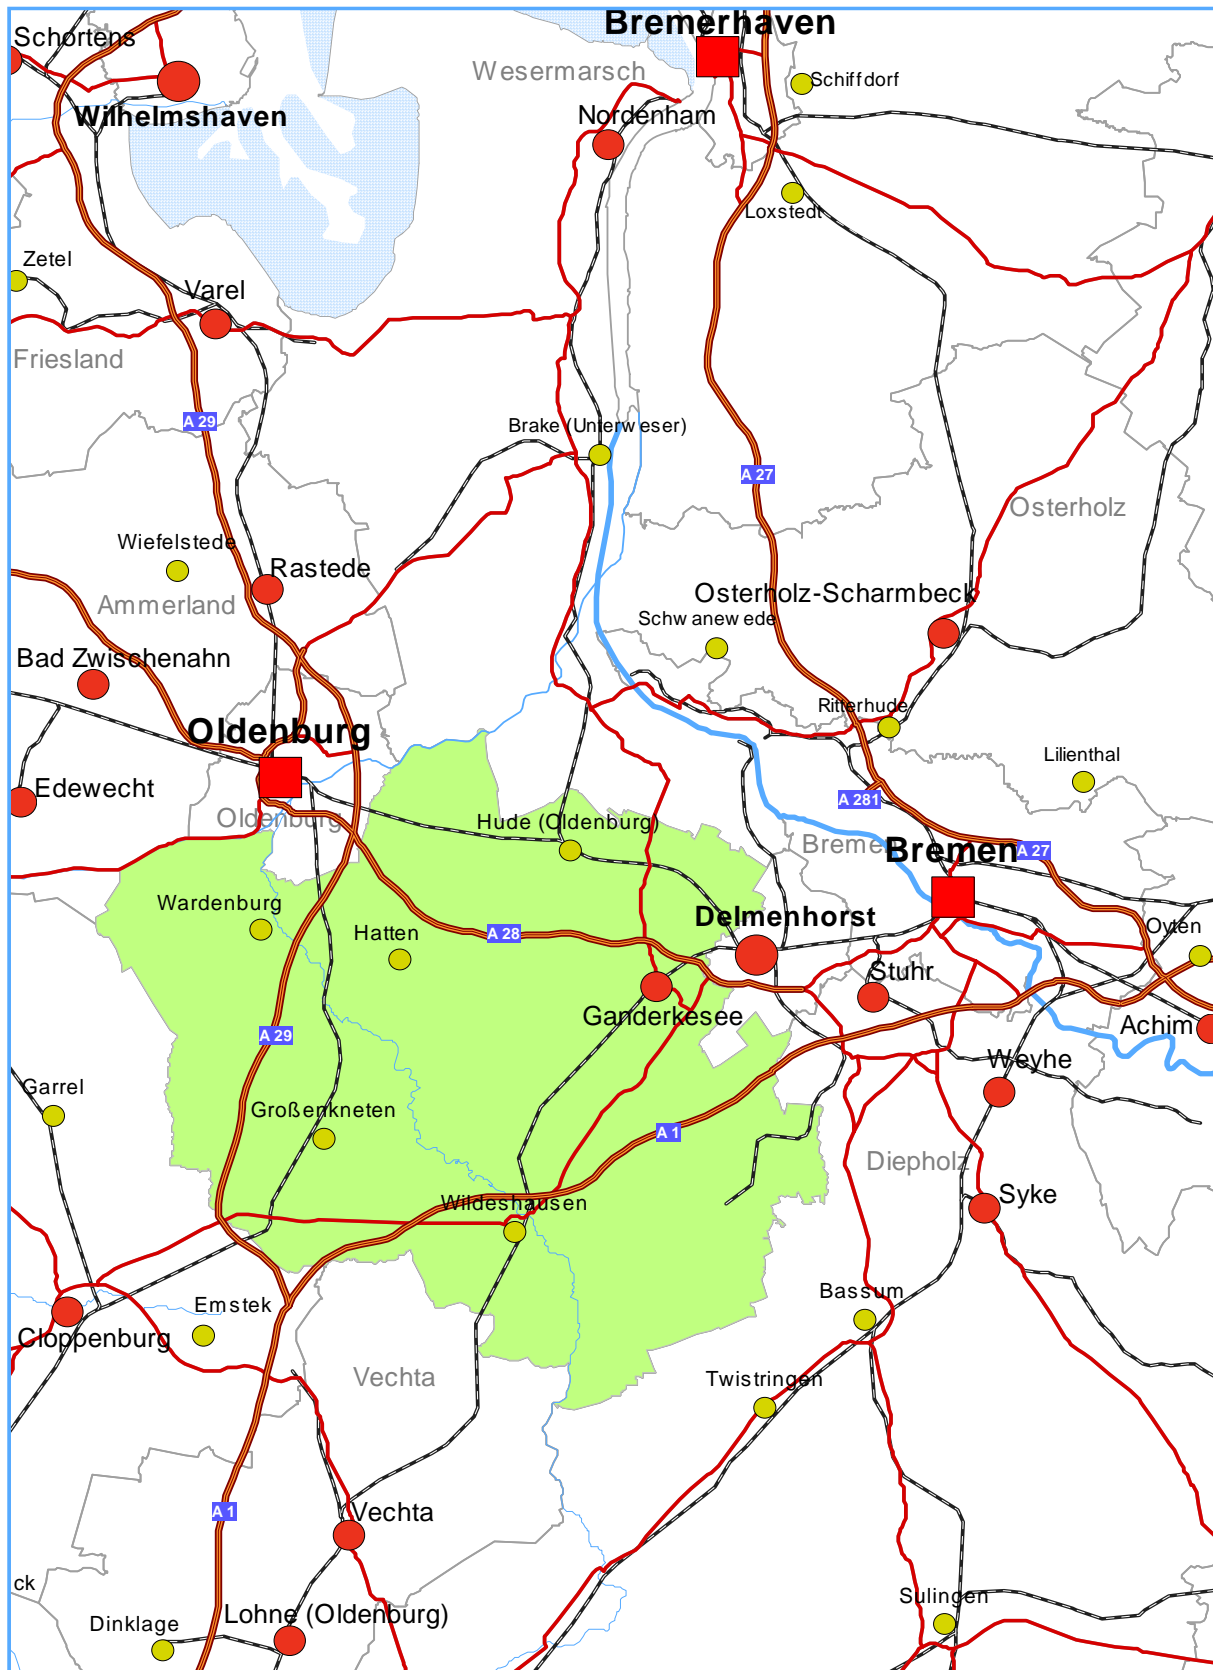 Bremerhaven
Schortens
Wesermarsch
Schiffdorf
Wilhelmshaven
Nordenham
Loxstedt
Zetel
Varel
Friesland
A 29
Brake (Unterweser)
A 27
Osterholz
Wiefelstede
Rastede
Ammerland
Osterholz-Scharmbeck
Schwanewede
Bad Zwischenahn
Ritterhude
Oldenburg
Lilienthal
Edewecht
A 281
Oldenburg
Hude (Oldenburg)
Bremen
Bremen
A 27
Wardenburg
Hatten
A 28
Delmenhorst
Oyten
Stuhr
Ganderkesee
Achim
A 29
Weyhe
Garrel
Großenkneten
A 1
Diepholz
Wildeshausen
Syke
Emstek
Bassum
Cloppenburg
Vechta
Twistringen
A 1
Vechta
ck
Dinklage
Lohne (Oldenburg)
Sulingen